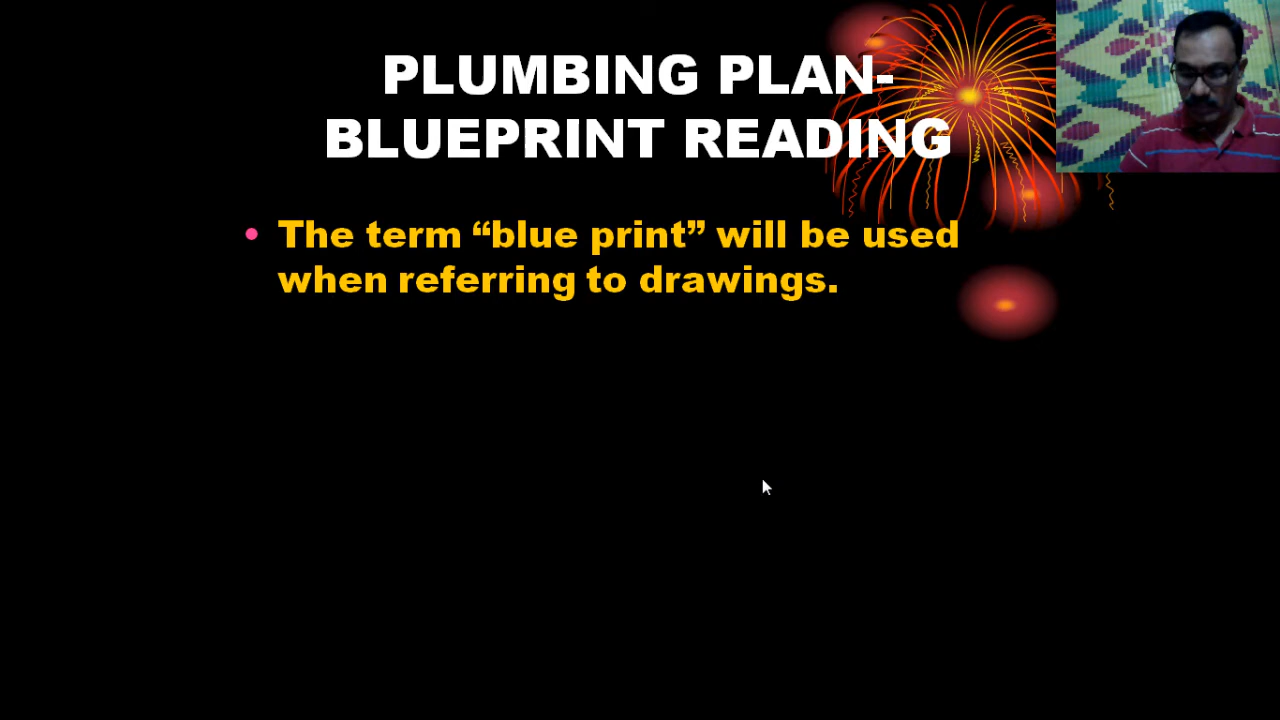 PLUMBING PLAN-
BLUEPRINT READING
• The term “blue print” will be used
when referring to drawings.